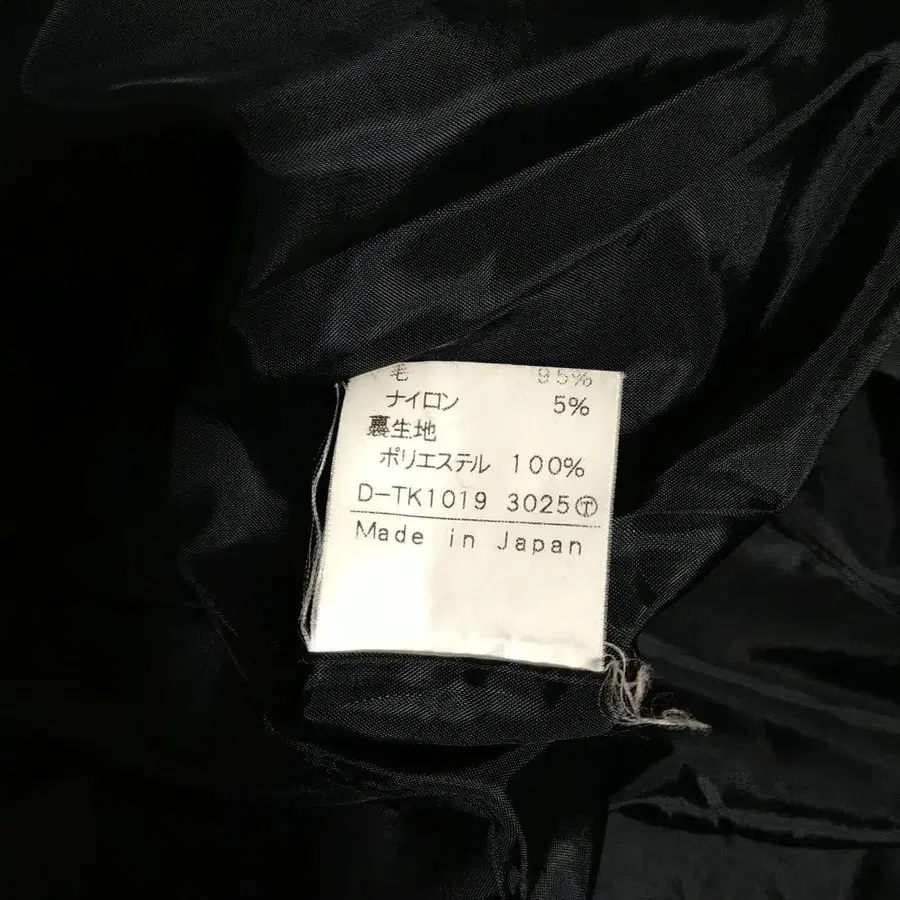 毛 95%
ナイロン 5%
裏生地
ポリエステル 100%
D-TK1019 3025Ⓣ
Made in Japan